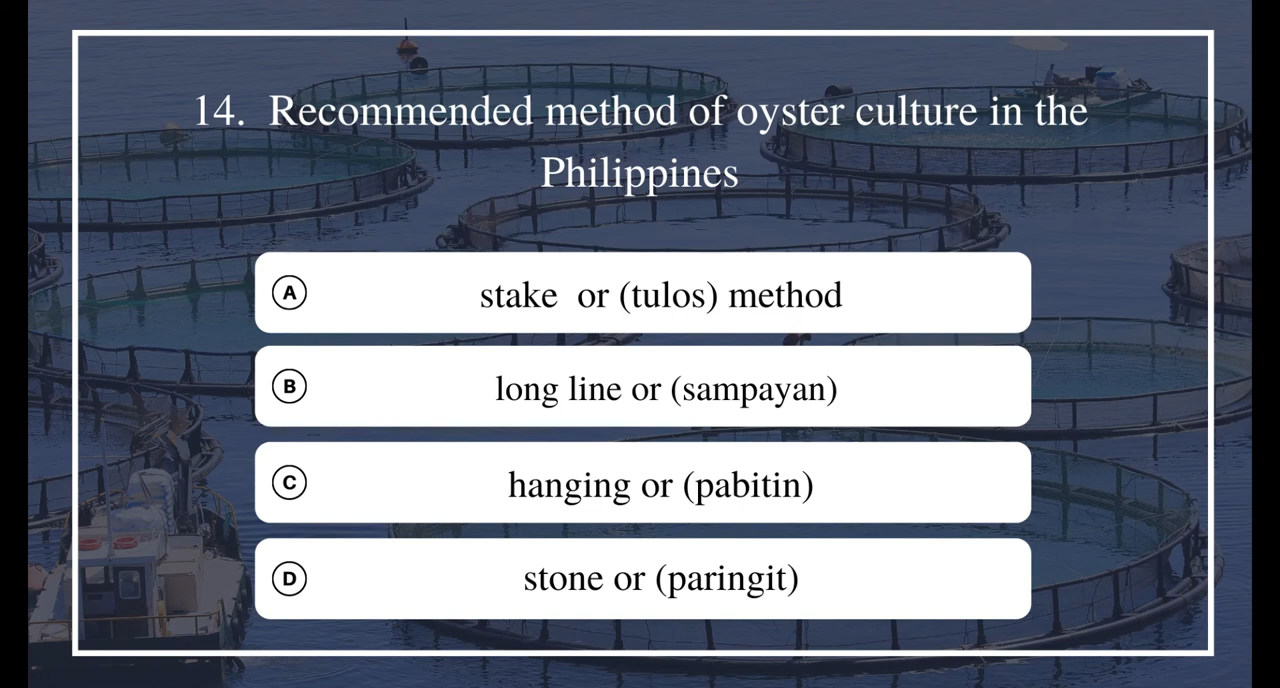 14. Recommended method of oyster culture in the
Philippines
A stake or (tulos) method
B long line or (sampayan)
C hanging or (pabitin)
D stone or (paringit)